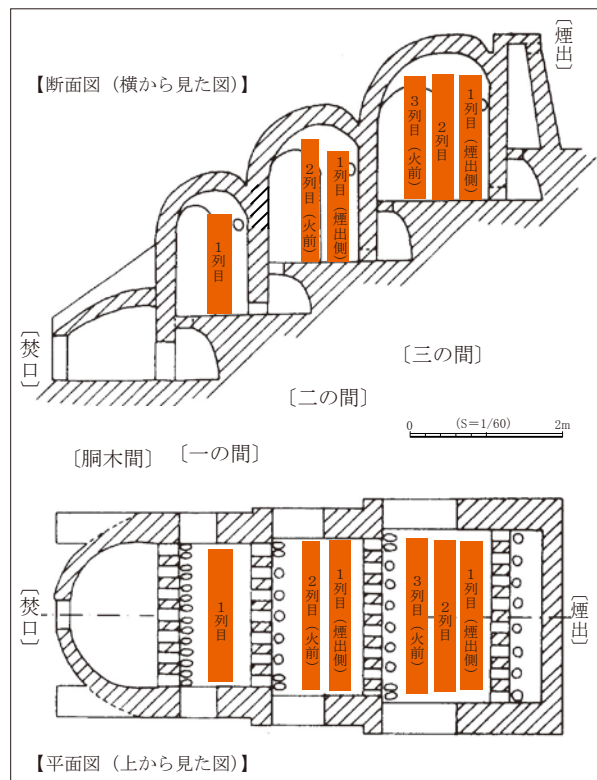 〔煙出〕
【断面図（横から見た図）】
3列目（火前）
2列目
1列目（煙出側）
2列目（火前）
1列目（煙出側）
1列目
〔焚口〕
〔三の間〕
〔二の間〕
0 (S＝1/60) 2m
〔胴木間〕 〔一の間〕
〔焚口〕
1列目
2列目（火前）
1列目（煙出側）
3列目（火前）
2列目
1列目（煙出側）
〔煙出〕
【平面図（上から見た図）】